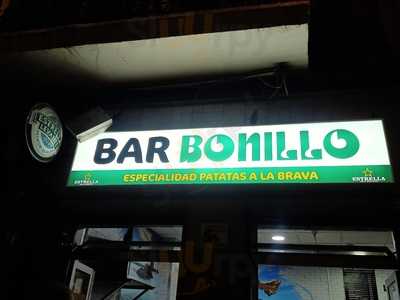 BAR BONILLO
ESPECIALIDAD PATATAS A LA BRAVA
ESTRELLA
ESTRELLA